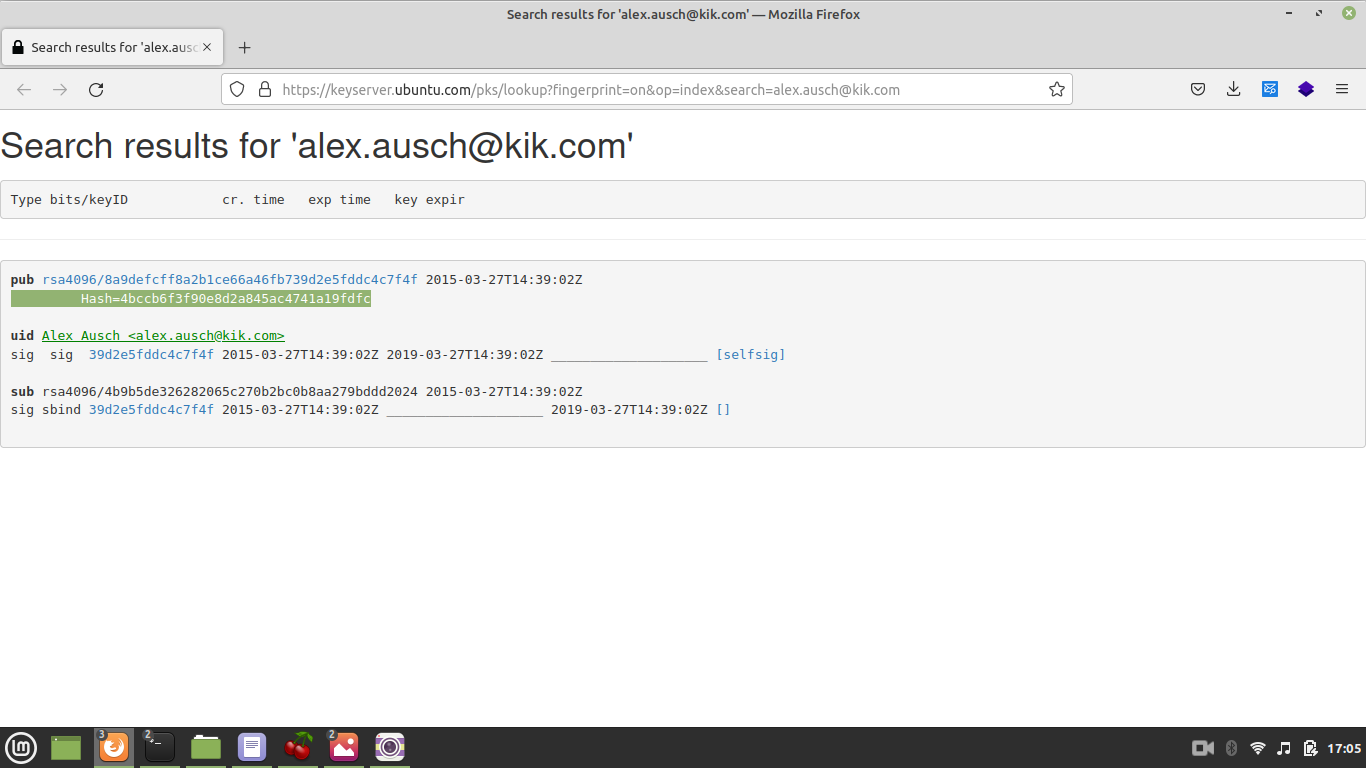 Search results for 'alex.ausch@kik.com' — Mozilla Firefox
Search results for 'alex.ausc
https://keyserver.ubuntu.com/pks/lookup?fingerprint=on&op=index&search=alex.ausch@kik.com
Search results for 'alex.ausch@kik.com'
Type bits/keyID            cr. time   exp time   key expir
pub rsa4096/8a9defcff8a2b1ce66a46fb739d2e5fddc4c7f4f 2015-03-27T14:39:02Z
Hash=4bccb6f3f90e8d2a845ac4741a19fdfc
uid Alex Ausch <alex.ausch@kik.com>
sig  sig  39d2e5fddc4c7f4f 2015-03-27T14:39:02Z 2019-03-27T14:39:02Z ____________________ [selfsig]
sub rsa4096/4b9b5de326282065c270b2bc0b8aa279bddd2024 2015-03-27T14:39:02Z
sig sbind 39d2e5fddc4c7f4f 2015-03-27T14:39:02Z ____________________ 2019-03-27T14:39:02Z []
3 2 2 17:05